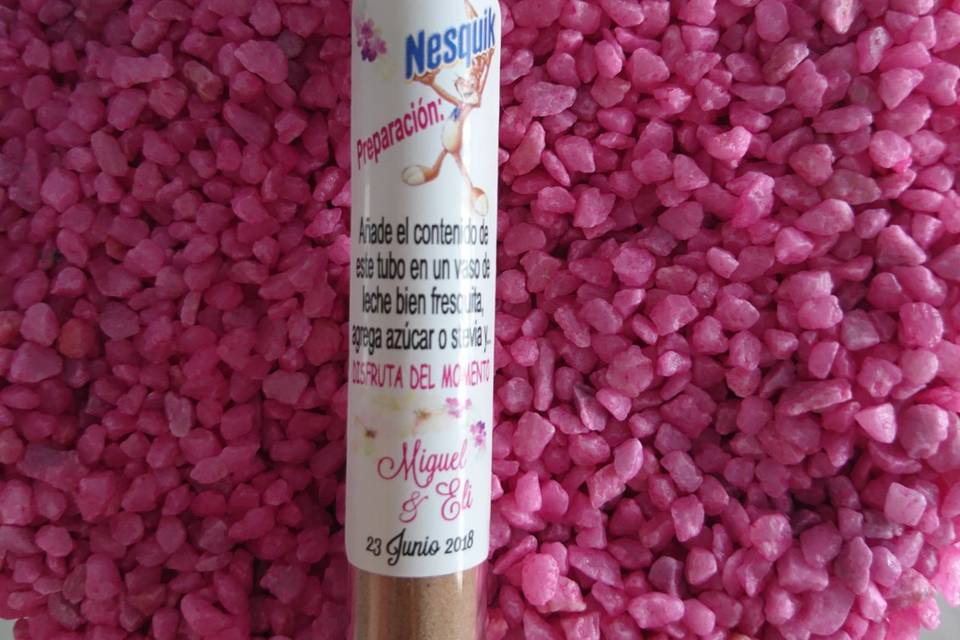 Nesquik
Preparación:
Añade el contenido de
este tubo en un vaso de
leche bien fresquita,
agrega azúcar o stevia y...
DISFRUTA DEL MOMENTO
Miguel
& Eli
23 Junio 2018